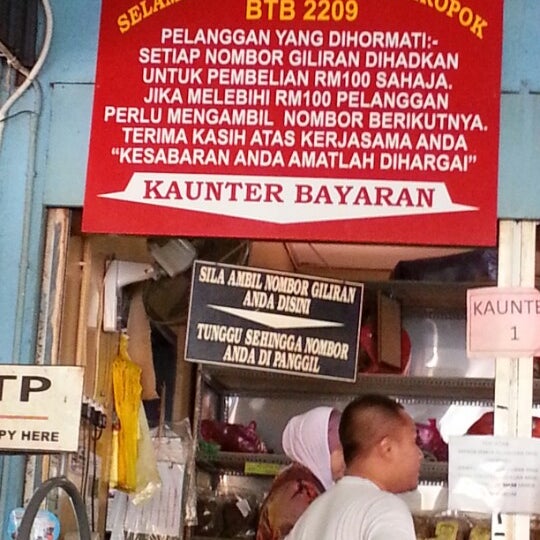 BTB 2209
PELANGGAN YANG DIHORMATI:-
SETIAP NOMBOR GILIRAN DIHADKAN
UNTUK PEMBELIAN RM100 SAHAJA.
JIKA MELEBIHI RM100 PELANGGAN
PERLU MENGAMBIL NOMBOR BERIKUTNYA.
TERIMA KASIH ATAS KERJASAMA ANDA
"KESABARAN ANDA AMATLAH DIHARGAI"
KAUNTER BAYARAN
SILA AMBIL NOMBOR GILIRAN
ANDA DISINI
TUNGGU SEHINGGA NOMBOR
ANDA DI PANGGIL
KAUNTE
1
TP
PY HERE